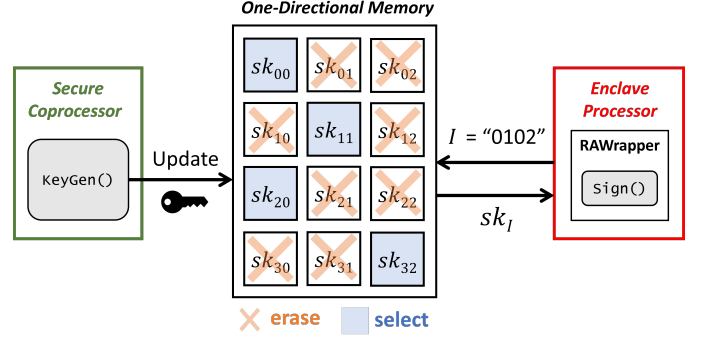 One-Directional Memory
Secure
Coprocessor
KeyGen()
Update
sk00 sk01 sk02
sk10 sk11 sk12
sk20 sk21 sk22
sk30 sk31 sk32
I = “0102”
skI
Enclave
Processor
RAWrapper
Sign()
erase select